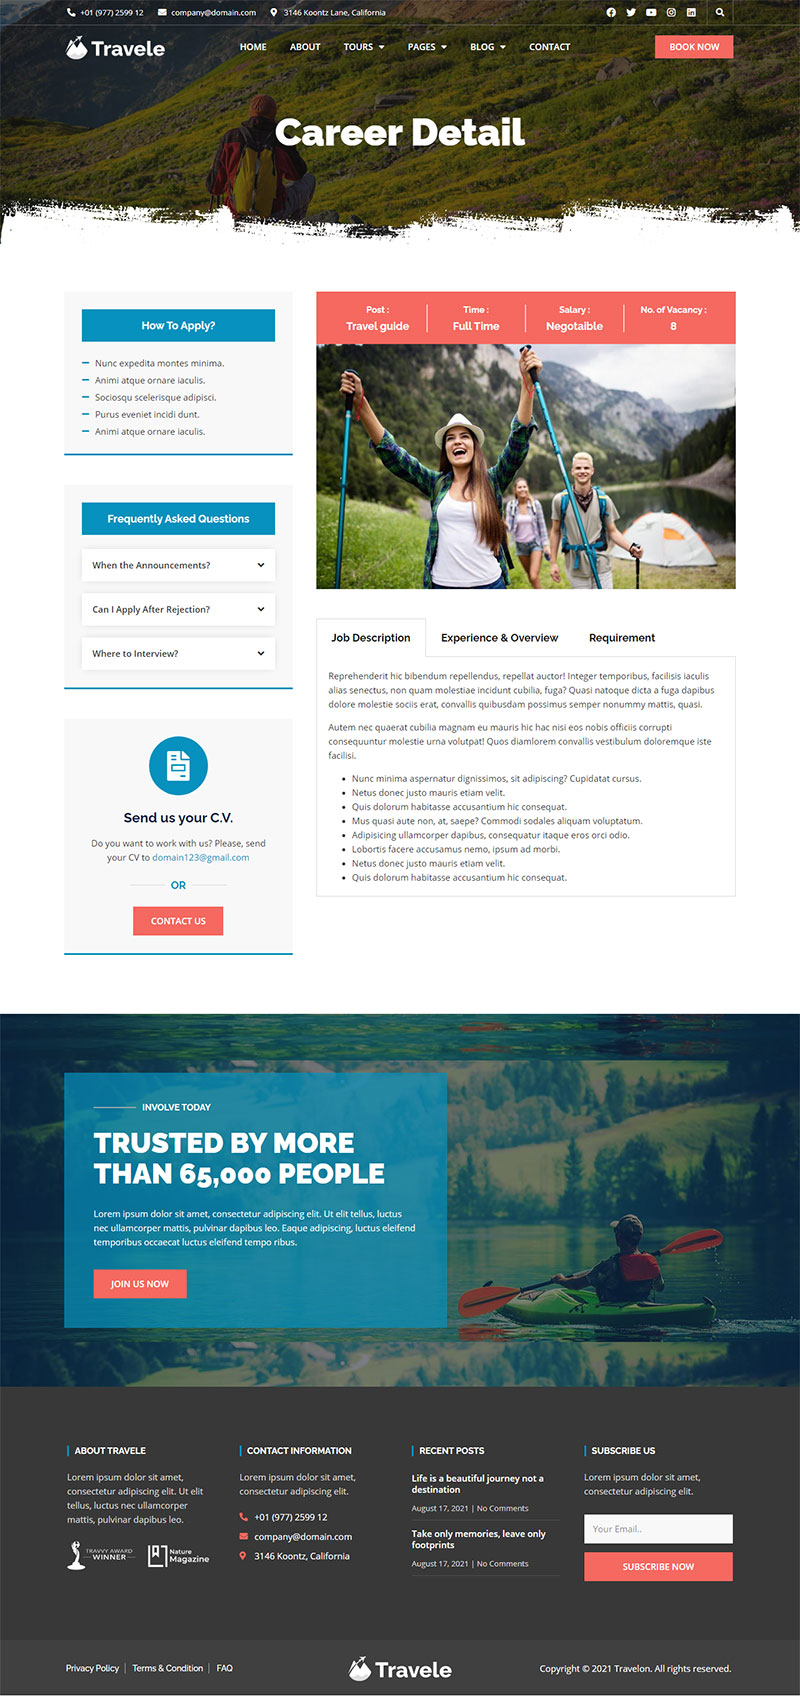 +01 (977) 2599 12 company@domain.com 3146 Koontz Lane, California
Travele HOME ABOUT TOURS PAGES BLOG CONTACT BOOK NOW
Career Detail
How To Apply?
Nunc expedita montes minima.
Animi atque ornare iaculis.
Sociosqu scelerisque adipisci.
Purus eveniet incidi dunt.
Animi atque ornare iaculis.
Frequently Asked Questions
When the Announcements?
Can I Apply After Rejection?
Where to Interview?
Send us your C.V.
Do you want to work with us? Please, send
your CV to domain123@gmail.com
OR
CONTACT US
Post : Time : Salary : No. of Vacancy :
Travel guide Full Time Negotaible 8
Job Description Experience & Overview Requirement
Reprehenderit hic bibendum repellendus, repellat auctor! Integer temporibus, facilisis iaculis
alias senectus, non quam molestiae incidunt cubilia, fuga? Quasi natoque dicta a fuga dapibus
dolore molestie sociis erat, convallis quibusdam possimus semper nonummy mattis, quasi.
Autem nec quaerat cubilia magnam eu mauris hic hac nisi eos nobis officiis corrupti
consequuntur molestie urna volutpat! Quos diamlorem convallis vestibulum doloremque iste
facilisi.
• Nunc minima aspernatur dignissimos, sit adipiscing? Cupidatat cursus.
• Netus donec justo mauris etiam velit.
• Quis dolorum habitasse accusantium hic consequat.
• Mus quasi aute non, at, saepe? Commodi sodales aliquam voluptatum.
• Adipisicing ullamcorper dapibus, consequatur itaque eros orci odio.
• Lobortis facere accusamus nemo, ipsum ad morbi.
• Netus donec justo mauris etiam velit.
• Quis dolorum habitasse accusantium hic consequat.
INVOLVE TODAY
TRUSTED BY MORE
THAN 65,000 PEOPLE
Lorem ipsum dolor sit amet, consectetur adipiscing elit. Ut elit tellus, luctus
nec ullamcorper mattis, pulvinar dapibus leo. Eaque adipiscing, luctus eleifend
temporibus occaecat luctus eleifend tempo ribus.
JOIN US NOW
ABOUT TRAVELE
Lorem ipsum dolor sit amet,
consectetur adipiscing elit. Ut elit
tellus, luctus nec ullamcorper
mattis, pulvinar dapibus leo.
TRAVVY AWARD
WINNER
Nature
Magazine
CONTACT INFORMATION
Lorem ipsum dolor sit amet,
consectetur adipiscing elit.
+01 (977) 2599 12
company@domain.com
3146 Koontz, California
RECENT POSTS
Life is a beautiful journey not a
destination
August 17, 2021 | No Comments
Take only memories, leave only
footprints
August 17, 2021 | No Comments
SUBSCRIBE US
Lorem ipsum dolor sit amet,
consectetur adipiscing elit.
Your Email..
SUBSCRIBE NOW
Privacy Policy | Terms & Condition | FAQ
Travele
Copyright © 2021 Travelon. All rights reserved.